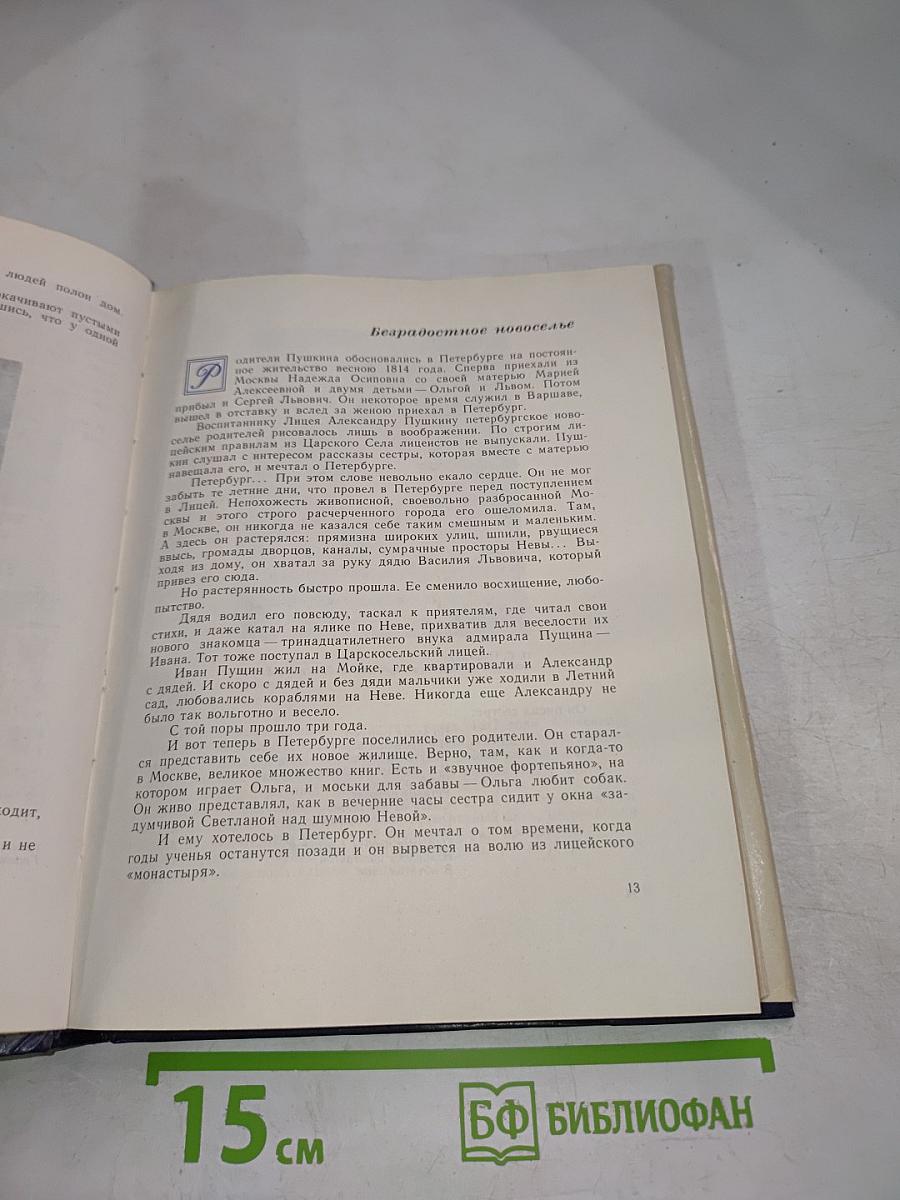 людей полон дом.
окачивают пустыми
шись, что у одной
ходит,
и не
Безрадостное новоселье
Родители Пушкина обосновались в Петербурге на постоян-
ное жительство весною 1814 года. Сперва приехали из
Москвы Надежда Осиповна со своей матерью Марией
Алексеевной и двумя детьми — Ольгой и Львом. Потом
прибыл и Сергей Львович. Он некоторое время служил в Варшаве,
вышел в отставку и вслед за женою приехал в Петербург.
Воспитаннику Лицея Александру Пушкину петербургское ново-
селье родителей рисовалось лишь в воображении. По строгим ли-
цейским правилам из Царского Села лицеистов не выпускали. Пуш-
кин слушал с интересом рассказы сестры, которая вместе с матерью
навещала его, и мечтал о Петербурге.
Петербург... При этом слове невольно екало сердце. Он не мог
забыть те летние дни, что провел в Петербурге перед поступлением
в Лицей. Непохожесть живописной, своевольно разбросанной Мо-
сквы и этого строго расчерченного города его ошеломила. Там,
в Москве, он никогда не казался себе таким смешным и маленьким.
А здесь он растерялся: прямизна широких улиц, шпили, рвущиеся
ввысь, громады дворцов, каналы, сумрачные просторы Невы... Вы-
ходя из дому, он хватал за руку дядю Василия Львовича, который
привез его сюда.
Но растерянность быстро прошла. Ее сменило восхищение, любо-
пытство.
Дядя водил его повсюду, таскал к приятелям, где читал свои
стихи, и даже катал на ялике по Неве, прихватив для веселости их
нового знакомца — тринадцатилетнего внука адмирала Пущина —
Ивана. Тот тоже поступал в Царскосельский лицей.
Иван Пущин жил на Мойке, где квартировали и Александр
с дядей. И скоро с дядей и без дяди мальчики уже ходили в Летний
сад, любовались кораблями на Неве. Никогда еще Александру не
было так вольготно и весело.
С той поры прошло три года.
И вот теперь в Петербурге поселились его родители. Он старал-
ся представить себе их новое жилище. Верно, там, как и когда-то
в Москве, великое множество книг. Есть и «звучное фортепьяно», на
котором играет Ольга, и моськи для забавы — Ольга любит собак.
Он живо представлял, как в вечерние часы сестра сидит у окна «за-
думчивой Светланой над шумною Невой».
И ему хотелось в Петербург. Он мечтал о том времени, когда
годы ученья останутся позади и он вырвется на волю из лицейского
«монастыря».
13
15 см
БФ БИБЛИОФАН